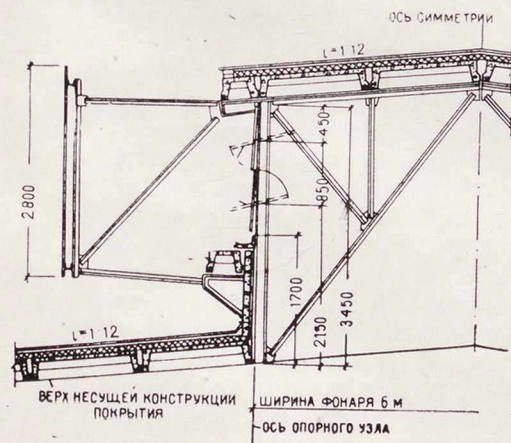 ОСЬ СИММЕТРИИ
i=1:12
450
850
2800
1700
2150
3450
i=1:12
ВЕРХ НЕСУЩЕЙ КОНСТРУКЦИИ
ПОКРЫТИЯ
ШИРИНА ФОНАРЯ 6 М
ОСЬ ОПОРНОГО УЗЛА